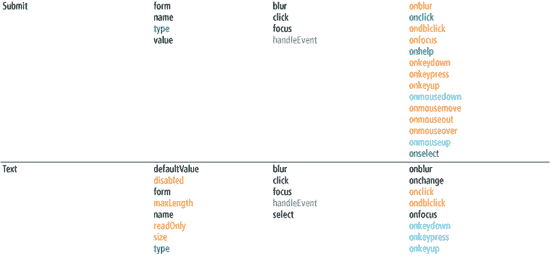 Submit form blur onblur
name click onclick
type focus ondblclick
value handleEvent onfocus
onhelp
onkeydown
onkeypress
onkeyup
onmousedown
onmousemove
onmouseout
onmouseover
onmouseup
onselect
Text defaultValue blur onblur
disabled click onchange
form focus onclick
maxLength handleEvent ondblclick
name select onfocus
readOnly onkeydown
size onkeypress
type onkeyup